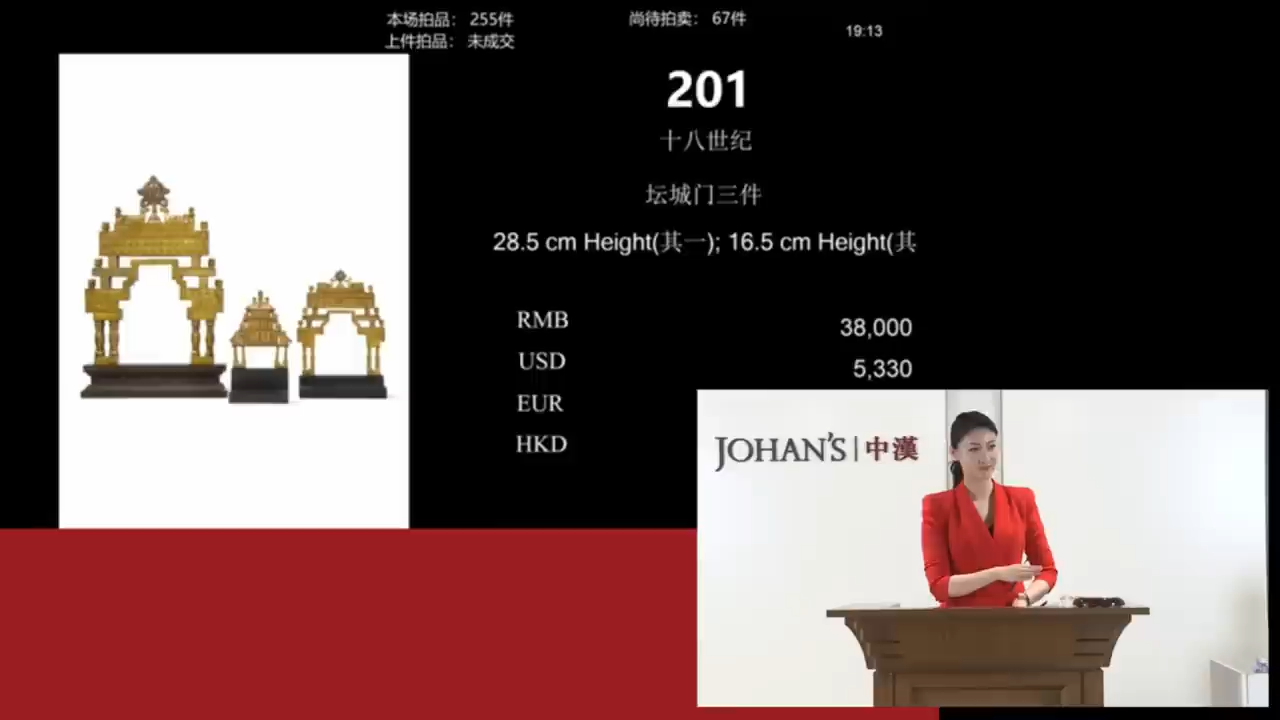 本场拍品： 255件
尚待拍卖： 67件
19:13
上件拍品： 未成交
201
十八世纪
坛城门三件
28.5 cm Height(其一); 16.5 cm Height(其
RMB 38,000
USD 5,330
EUR
HKD
JOHAN'S | 中漢